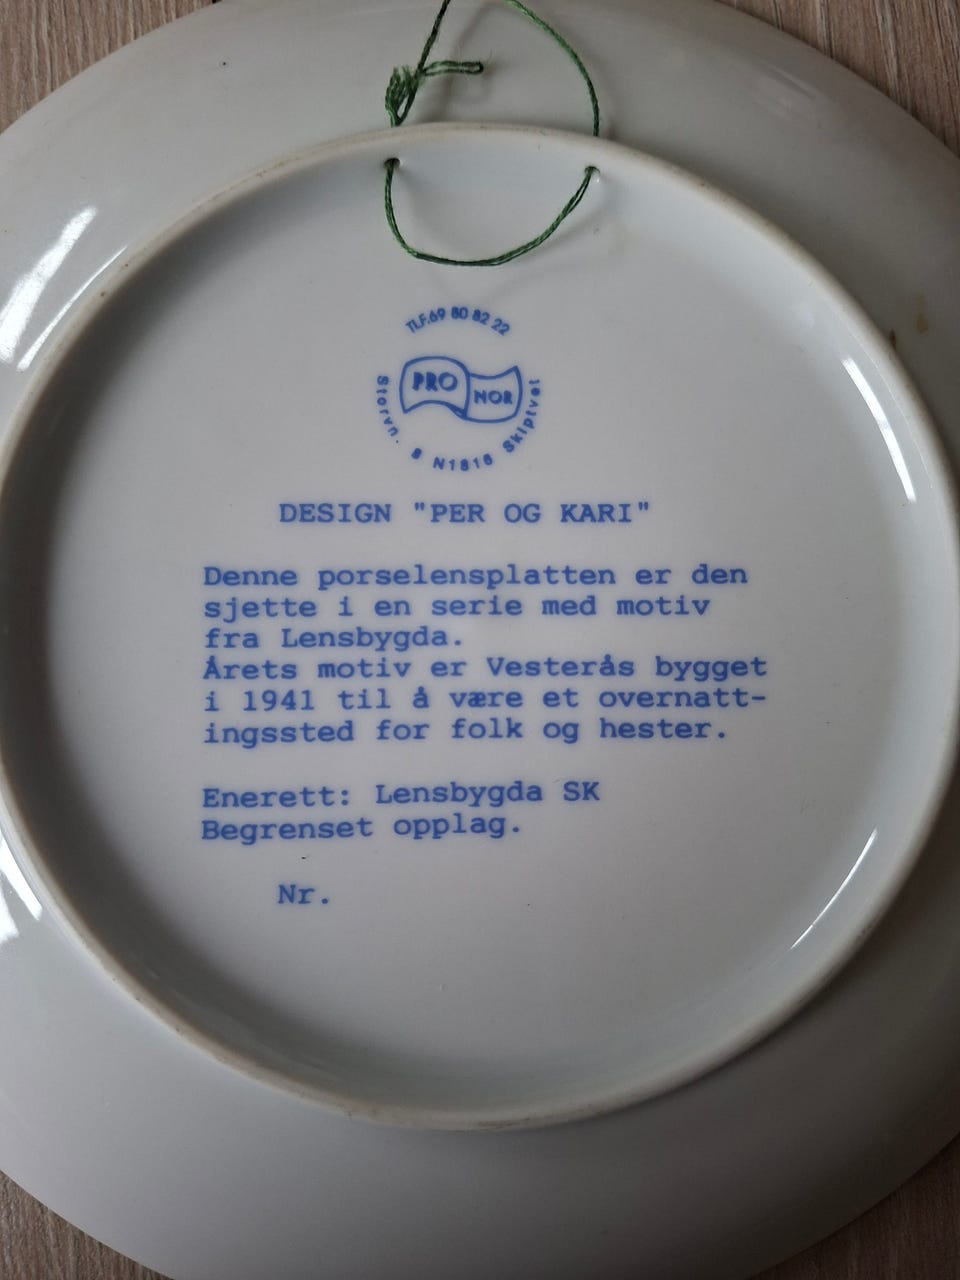 TLF.69 80 82 22
PRO NOR
Storvn. 8 N1816 Skiptvet
DESIGN "PER OG KARI"
Denne porselensplatten er den
sjette i en serie med motiv
fra Lensbygda.
Årets motiv er Vesterås bygget
i 1941 til å være et overnatt-
ingssted for folk og hester.
Enerett: Lensbygda SK
Begrenset opplag.
Nr.